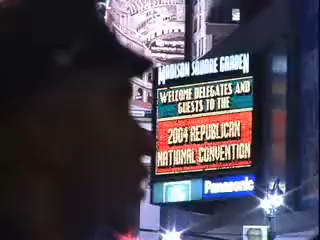 MADISON SQUARE GARDEN
WELCOME DELEGATES AND
GUESTS TO THE
2004 REPUBLICAN
NATIONAL CONVENTION
Panasonic